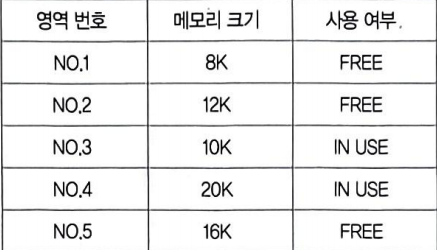 영역 번호 메모리 크기 사용 여부
NO.1 8K FREE
NO.2 12K FREE
NO.3 10K IN USE
NO.4 20K IN USE
NO.5 16K FREE